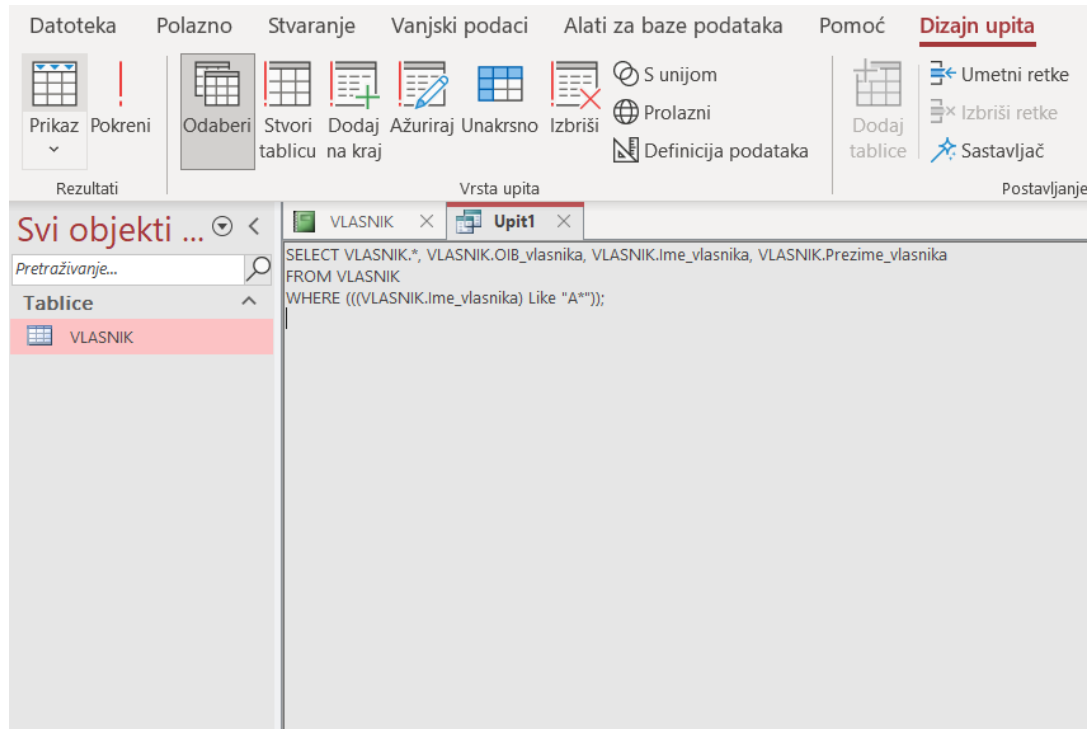 Datoteka Polazno Stvaranje Vanjski podaci Alati za baze podataka Pomoć Dizajn upita
Prikaz Pokreni Odaberi Stvori tablicu Dodaj na kraj Ažuriraj Unakrsno Izbriši
S unijom
Prolazni
Definicija podataka
Dodaj tablice
Umetni retke
Izbriši retke
Sastavljač
Rezultati Vrsta upita Postavljanje
Svi objekti ...
Pretraživanje...
Tablice
VLASNIK
VLASNIK Upit1
SELECT VLASNIK.*, VLASNIK.OIB_vlasnika, VLASNIK.Ime_vlasnika, VLASNIK.Prezime_vlasnika
FROM VLASNIK
WHERE (((VLASNIK.Ime_vlasnika) Like "A*"));